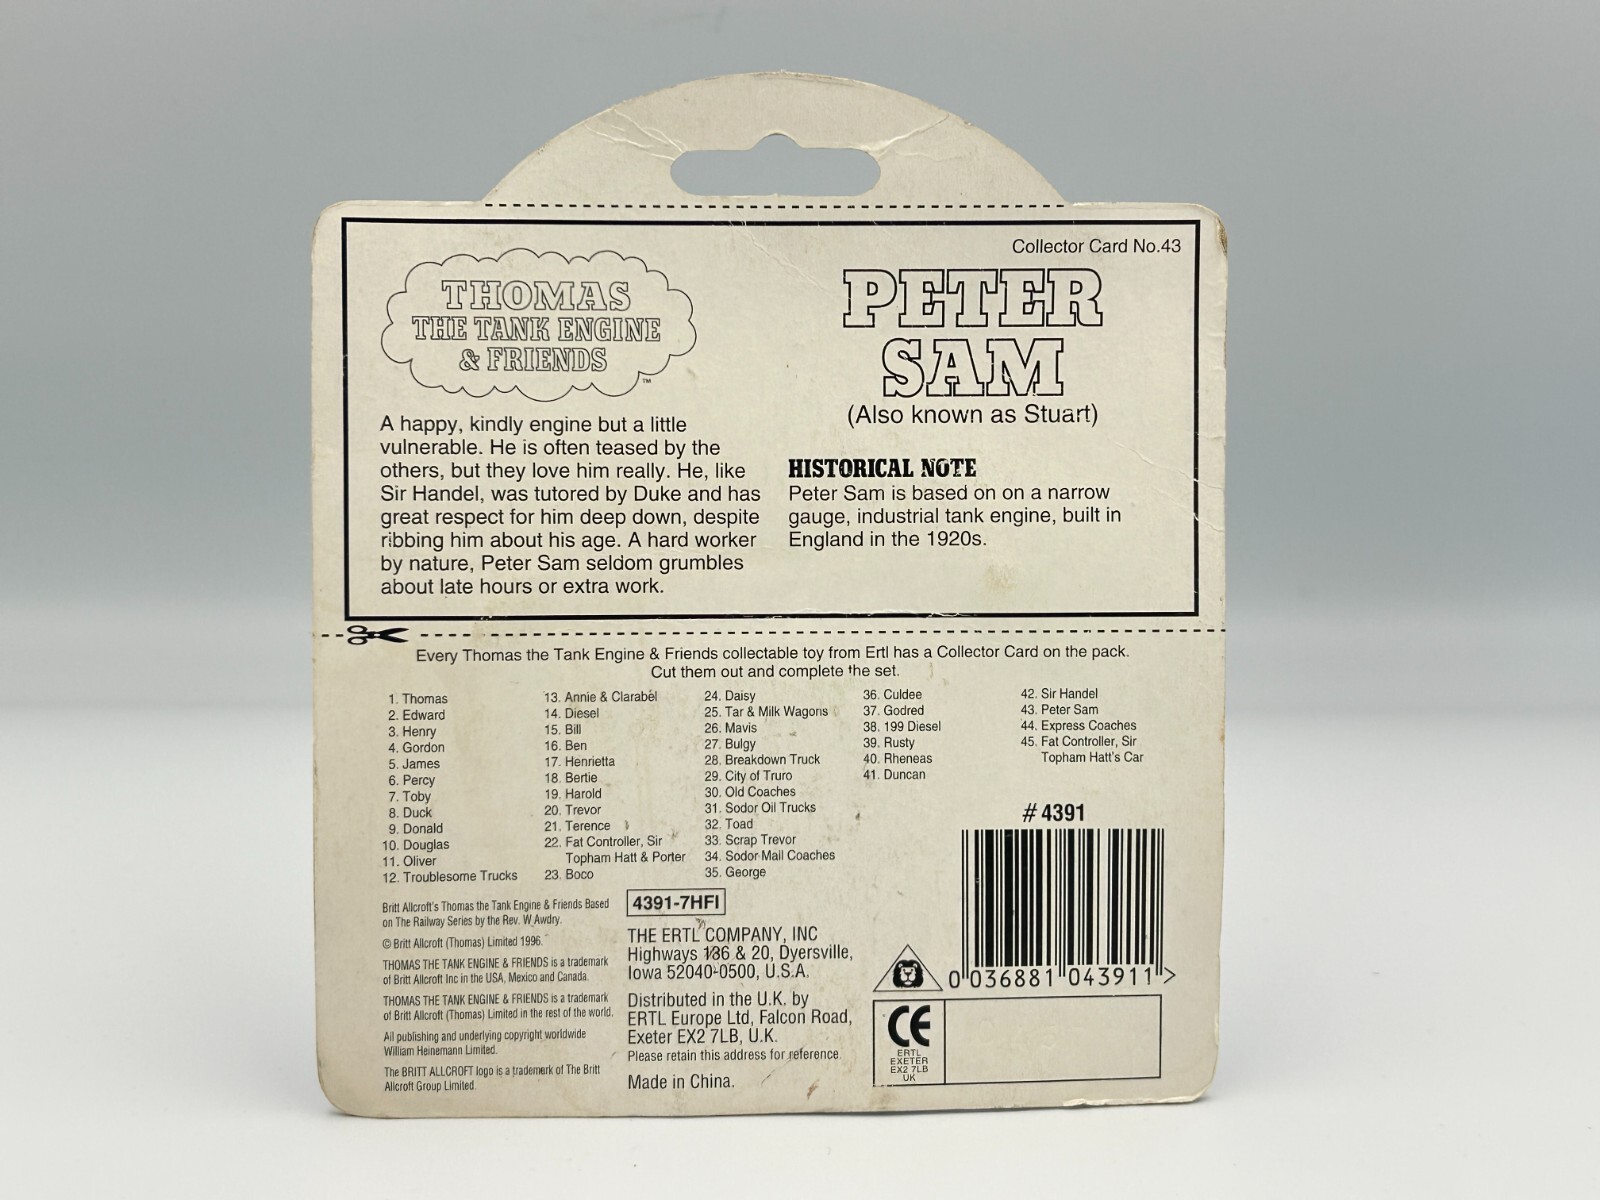 Collector Card No.43
THOMAS
THE TANK ENGINE
& FRIENDS
™
A happy, kindly engine but a little
vulnerable. He is often teased by the
others, but they love him really. He, like
Sir Handel, was tutored by Duke and has
great respect for him deep down, despite
ribbing him about his age. A hard worker
by nature, Peter Sam seldom grumbles
about late hours or extra work.
PETER
SAM
(Also known as Stuart)
HISTORICAL NOTE
Peter Sam is based on on a narrow
gauge, industrial tank engine, built in
England in the 1920s.
Every Thomas the Tank Engine & Friends collectable toy from Ertl has a Collector Card on the pack.
Cut them out and complete the set.
1. Thomas
2. Edward
3. Henry
4. Gordon
5. James
6. Percy
7. Toby
8. Duck
9. Donald
10. Douglas
11. Oliver
12. Troublesome Trucks
13. Annie & Clarabel
14. Diesel
15. Bill
16. Ben
17. Henrietta
18. Bertie
19. Harold
20. Trevor
21. Terence
22. Fat Controller, Sir
Topham Hatt & Porter
23. Boco
24. Daisy
25. Tar & Milk Wagons
26. Mavis
27. Bulgy
28. Breakdown Truck
29. City of Truro
30. Old Coaches
31. Sodor Oil Trucks
32. Toad
33. Scrap Trevor
34. Sodor Mail Coaches
35. George
36. Culdee
37. Godred
38. 199 Diesel
39. Rusty
40. Rheneas
41. Duncan
42. Sir Handel
43. Peter Sam
44. Express Coaches
45. Fat Controller, Sir
Topham Hatt's Car
Britt Allcroft's Thomas the Tank Engine & Friends Based
on The Railway Series by the Rev. W Awdry.
© Britt Allcroft (Thomas) Limited 1996.
THOMAS THE TANK ENGINE & FRIENDS is a trademark
of Britt Allcroft Inc in the USA, Mexico and Canada.
THOMAS THE TANK ENGINE & FRIENDS is a trademark
of Britt Allcroft (Thomas) Limited in the rest of the world.
All publishing and underlying copyright worldwide
William Heinemann Limited.
The BRITT ALLCROFT logo is a trademark of The Britt
Allcroft Group Limited.
4391-7HFI
THE ERTL COMPANY, INC
Highways 136 & 20, Dyersville,
Iowa 52040-0500, U.S.A.
Distributed in the U.K. by
ERTL Europe Ltd, Falcon Road,
Exeter EX2 7LB, U.K.
Please retain this address for reference.
Made in China.
# 4391
0 036881 043911 >
CE
ERTL
EXETER
EX2 7LB
UK